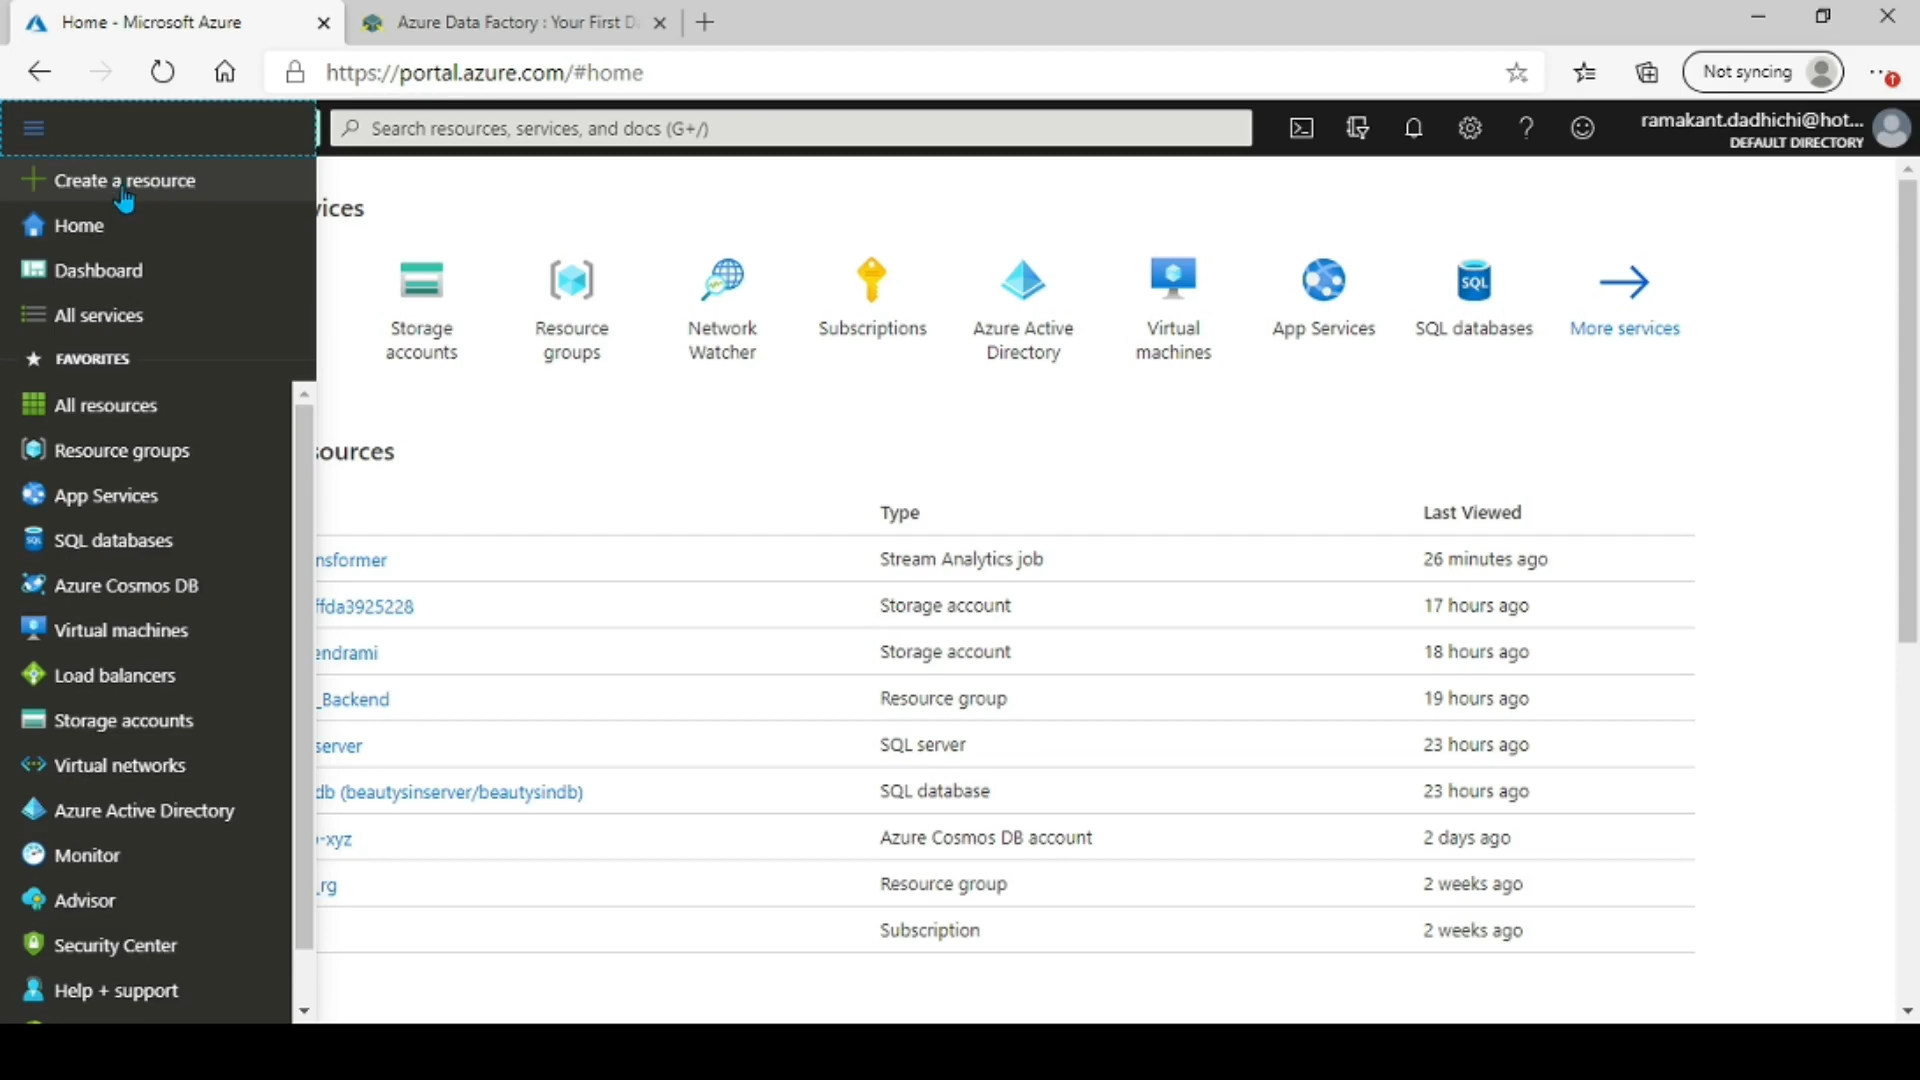 Home - Microsoft Azure
Azure Data Factory : Your First D
https://portal.azure.com/#home
Not syncing
Search resources, services, and docs (G+/)
ramakant.dadhichi@hot...
DEFAULT DIRECTORY
Create a resource
Home
Dashboard
All services
FAVORITES
All resources
Resource groups
App Services
SQL databases
Azure Cosmos DB
Virtual machines
Load balancers
Storage accounts
Virtual networks
Azure Active Directory
Monitor
Advisor
Security Center
Help + support
vices
Storage accounts
Resource groups
Network Watcher
Subscriptions
Azure Active Directory
Virtual machines
App Services
SQL
SQL databases
More services
sources
Type Last Viewed
nsformer Stream Analytics job 26 minutes ago
ffda3925228 Storage account 17 hours ago
endrami Storage account 18 hours ago
_Backend Resource group 19 hours ago
server SQL server 23 hours ago
db (beautysinserver/beautysindb) SQL database 23 hours ago
-xyz Azure Cosmos DB account 2 days ago
_rg Resource group 2 weeks ago
Subscription 2 weeks ago